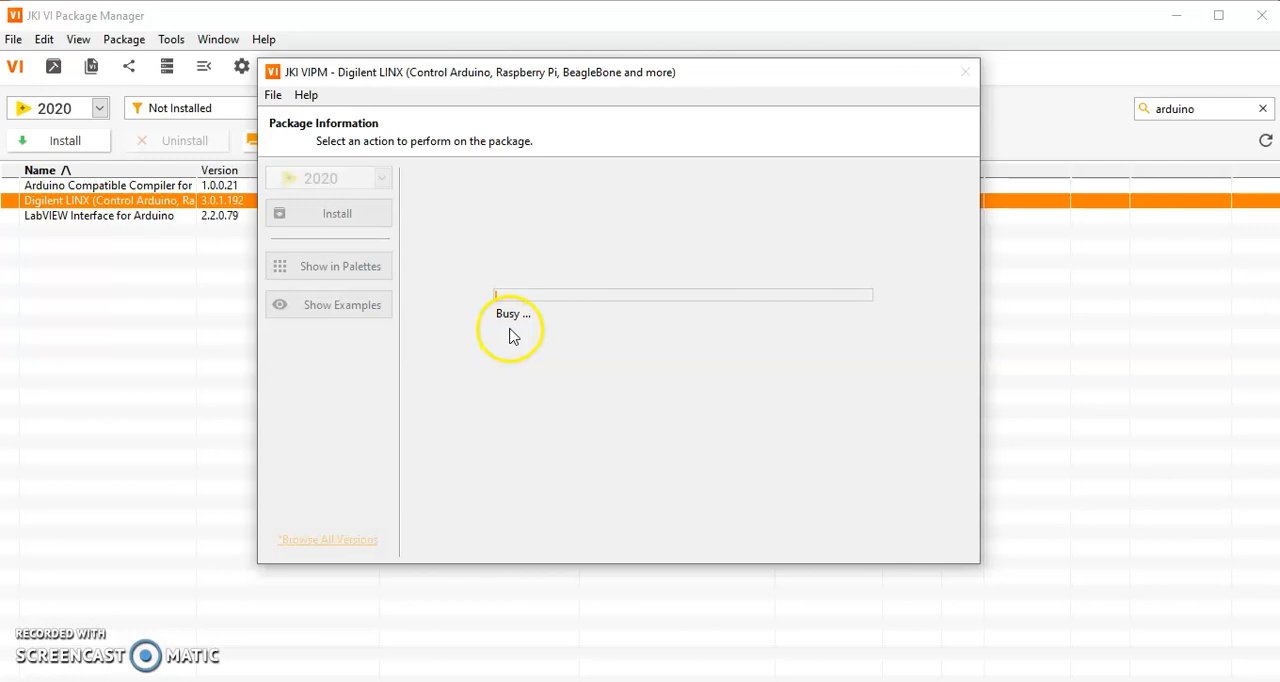 VI JKI VI Package Manager
File Edit View Package Tools Window Help
VI
2020 Not Installed arduino
Install Uninstall
Name /\ Version
Arduino Compatible Compiler for 1.0.0.21
Digilent LINX (Control Arduino, Ra 3.0.1.192
LabVIEW Interface for Arduino 2.2.0.79
VI JKI VIPM - Digilent LINX (Control Arduino, Raspberry Pi, BeagleBone and more)
File Help
Package Information
Select an action to perform on the package.
2020
Install
Show in Palettes
Show Examples
Busy ...
*Browse All Versions
RECORDED WITH
SCREENCAST MATIC